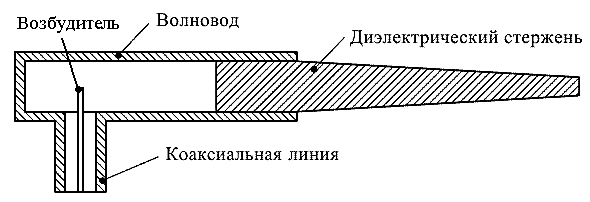 Возбудитель
Волновод
Диэлектрический стержень
Коаксиальная линия